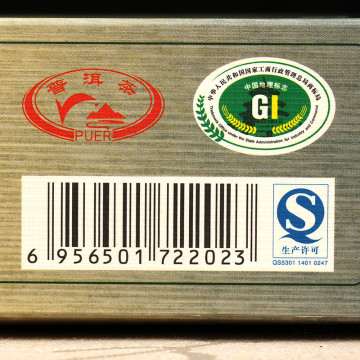 普洱茶
PUER
中华人民共和国国家工商行政管理总局商标局
中国地理标志
GI
6 956501 722023
生产许可
QS5301 1401 0247